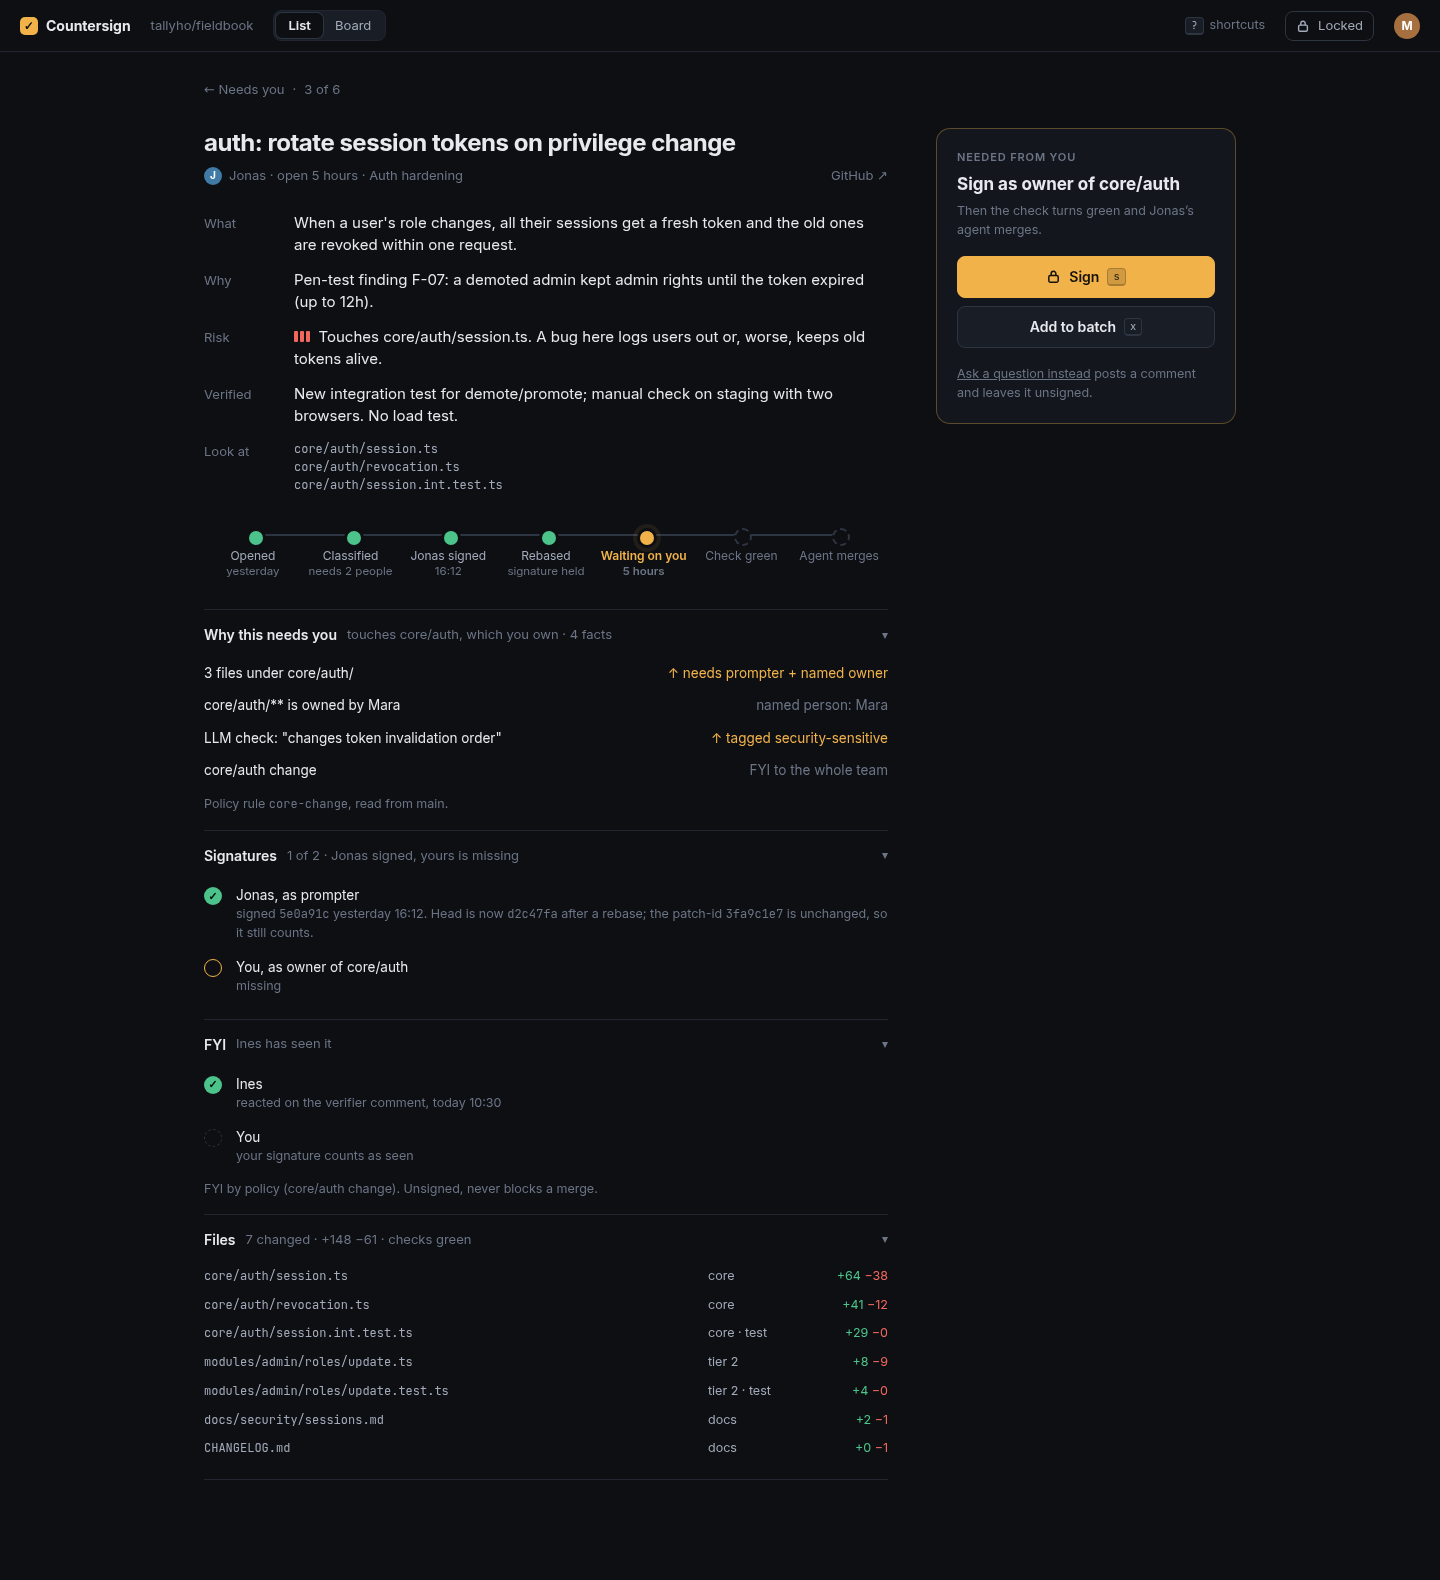 ✓ Countersign tallyho/fieldbook List Board ? shortcuts Locked M
← Needs you · 3 of 6
auth: rotate session tokens on privilege change
J Jonas · open 5 hours · Auth hardening GitHub ↗
What When a user's role changes, all their sessions get a fresh token and the old ones
are revoked within one request.
Why Pen-test finding F-07: a demoted admin kept admin rights until the token expired
(up to 12h).
Risk Touches core/auth/session.ts. A bug here logs users out or, worse, keeps old
tokens alive.
Verified New integration test for demote/promote; manual check on staging with two
browsers. No load test.
Look at core/auth/session.ts
core/auth/revocation.ts
core/auth/session.int.test.ts
NEEDED FROM YOU
Sign as owner of core/auth
Then the check turns green and Jonas’s
agent merges.
Sign s
Add to batch x
Ask a question instead posts a comment
and leaves it unsigned.
Opened Classified Jonas signed Rebased Waiting on you Check green Agent merges
yesterday needs 2 people 16:12 signature held 5 hours
Why this needs you touches core/auth, which you own · 4 facts ▾
3 files under core/auth/ ↑ needs prompter + named owner
core/auth/** is owned by Mara named person: Mara
LLM check: "changes token invalidation order" ↑ tagged security-sensitive
core/auth change FYI to the whole team
Policy rule core-change, read from main.
Signatures 1 of 2 · Jonas signed, yours is missing ▾
✓ Jonas, as prompter
signed 5e0a91c yesterday 16:12. Head is now d2c47fa after a rebase; the patch-id 3fa9c1e7 is unchanged, so
it still counts.
You, as owner of core/auth
missing
FYI Ines has seen it ▾
✓ Ines
reacted on the verifier comment, today 10:30
You
your signature counts as seen
FYI by policy (core/auth change). Unsigned, never blocks a merge.
Files 7 changed · +148 −61 · checks green ▾
core/auth/session.ts core +64 −38
core/auth/revocation.ts core +41 −12
core/auth/session.int.test.ts core · test +29 −0
modules/admin/roles/update.ts tier 2 +8 −9
modules/admin/roles/update.test.ts tier 2 · test +4 −0
docs/security/sessions.md docs +2 −1
CHANGELOG.md docs +0 −1